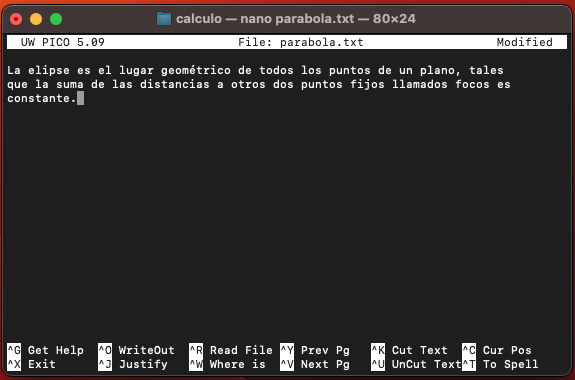 calculo — nano parabola.txt — 80×24
UW PICO 5.09 File: parabola.txt Modified
La elipse es el lugar geométrico de todos los puntos de un plano, tales
que la suma de las distancias a otros dos puntos fijos llamados focos es
constante.
^G Get Help ^O WriteOut ^R Read File ^Y Prev Pg ^K Cut Text ^C Cur Pos
^X Exit ^J Justify ^W Where is ^V Next Pg ^U UnCut Text ^T To Spell